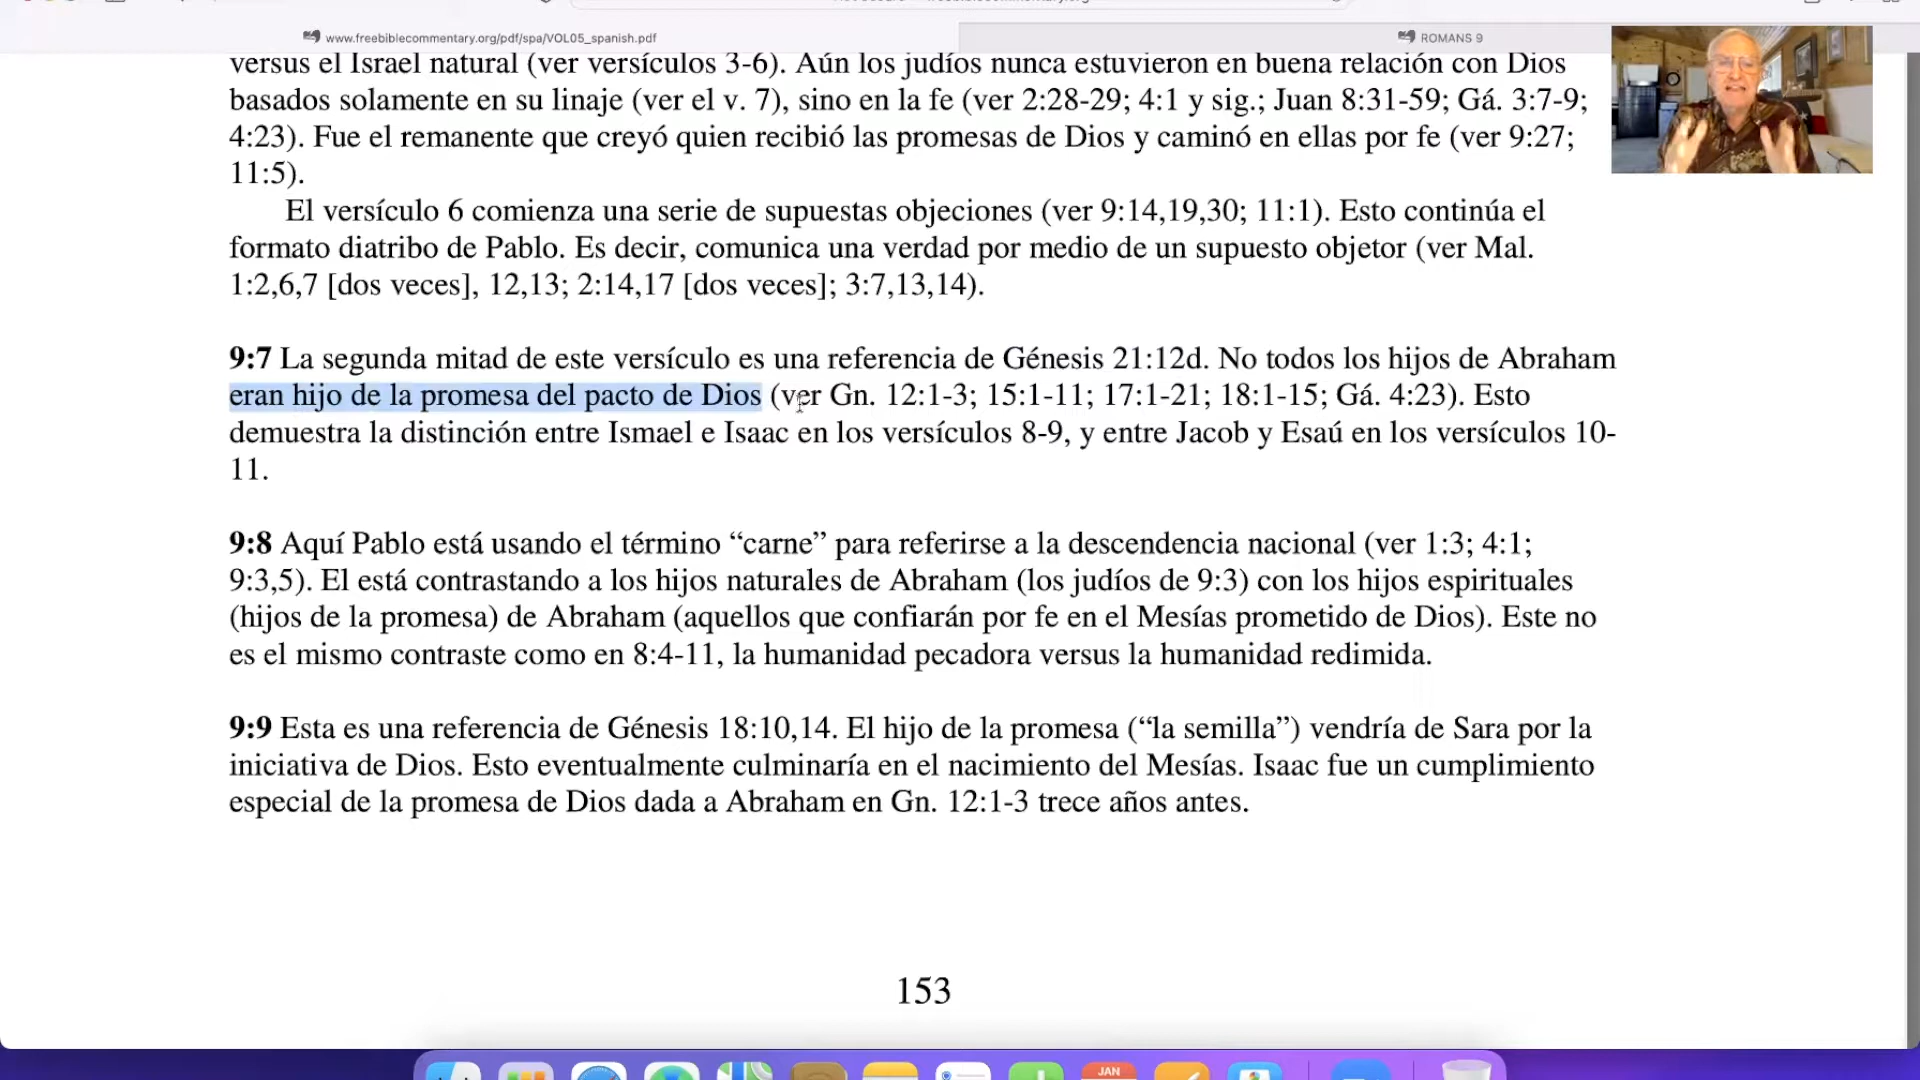 www.freebiblecommentary.org/pdf/spa/VOL05_spanish.pdf
ROMANS 9
versus el Israel natural (ver versículos 3-6). Aún los judíos nunca estuvieron en buena relación con Dios
basados solamente en su linaje (ver el v. 7), sino en la fe (ver 2:28-29; 4:1 y sig.; Juan 8:31-59; Gá. 3:7-9;
4:23). Fue el remanente que creyó quien recibió las promesas de Dios y caminó en ellas por fe (ver 9:27;
11:5).
El versículo 6 comienza una serie de supuestas objeciones (ver 9:14,19,30; 11:1). Esto continúa el
formato diatribo de Pablo. Es decir, comunica una verdad por medio de un supuesto objetor (ver Mal.
1:2,6,7 [dos veces], 12,13; 2:14,17 [dos veces]; 3:7,13,14).
9:7 La segunda mitad de este versículo es una referencia de Génesis 21:12d. No todos los hijos de Abraham
eran hijo de la promesa del pacto de Dios (ver Gn. 12:1-3; 15:1-11; 17:1-21; 18:1-15; Gá. 4:23). Esto
demuestra la distinción entre Ismael e Isaac en los versículos 8-9, y entre Jacob y Esaú en los versículos 10-
11.
9:8 Aquí Pablo está usando el término “carne” para referirse a la descendencia nacional (ver 1:3; 4:1;
9:3,5). El está contrastando a los hijos naturales de Abraham (los judíos de 9:3) con los hijos espirituales
(hijos de la promesa) de Abraham (aquellos que confiarán por fe en el Mesías prometido de Dios). Este no
es el mismo contraste como en 8:4-11, la humanidad pecadora versus la humanidad redimida.
9:9 Esta es una referencia de Génesis 18:10,14. El hijo de la promesa (“la semilla”) vendría de Sara por la
iniciativa de Dios. Esto eventualmente culminaría en el nacimiento del Mesías. Isaac fue un cumplimiento
especial de la promesa de Dios dada a Abraham en Gn. 12:1-3 trece años antes.
153
JAN